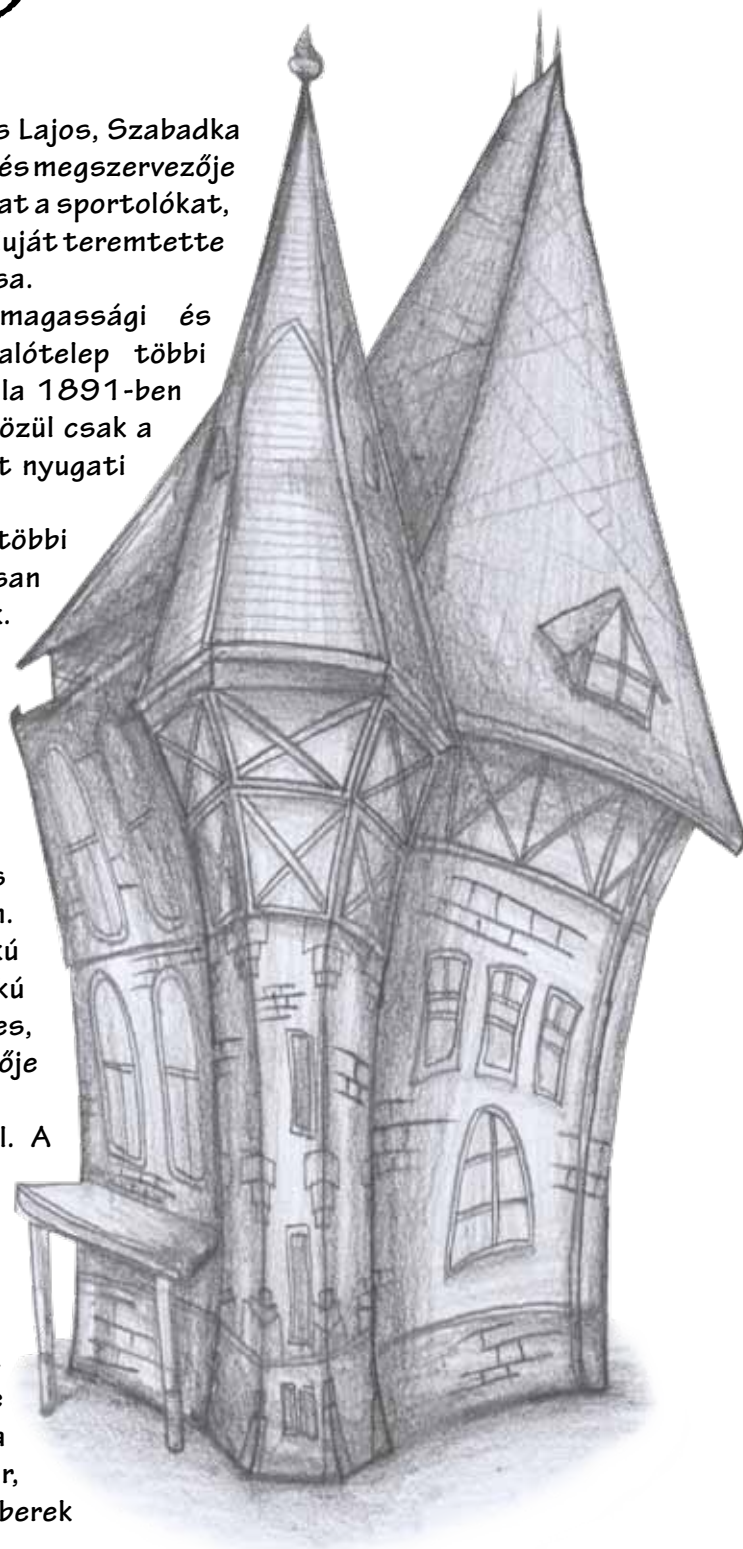 s Lajos, Szabadka
és megszervezője
at a sportolókat,
uját teremtette
sa.
magassági és
alótelep többi
la 1891-ben
özül csak a
t nyugati
többi
san
k.
s
n.
kú
kú
es,
ője
l. A
e
a
r,
berek